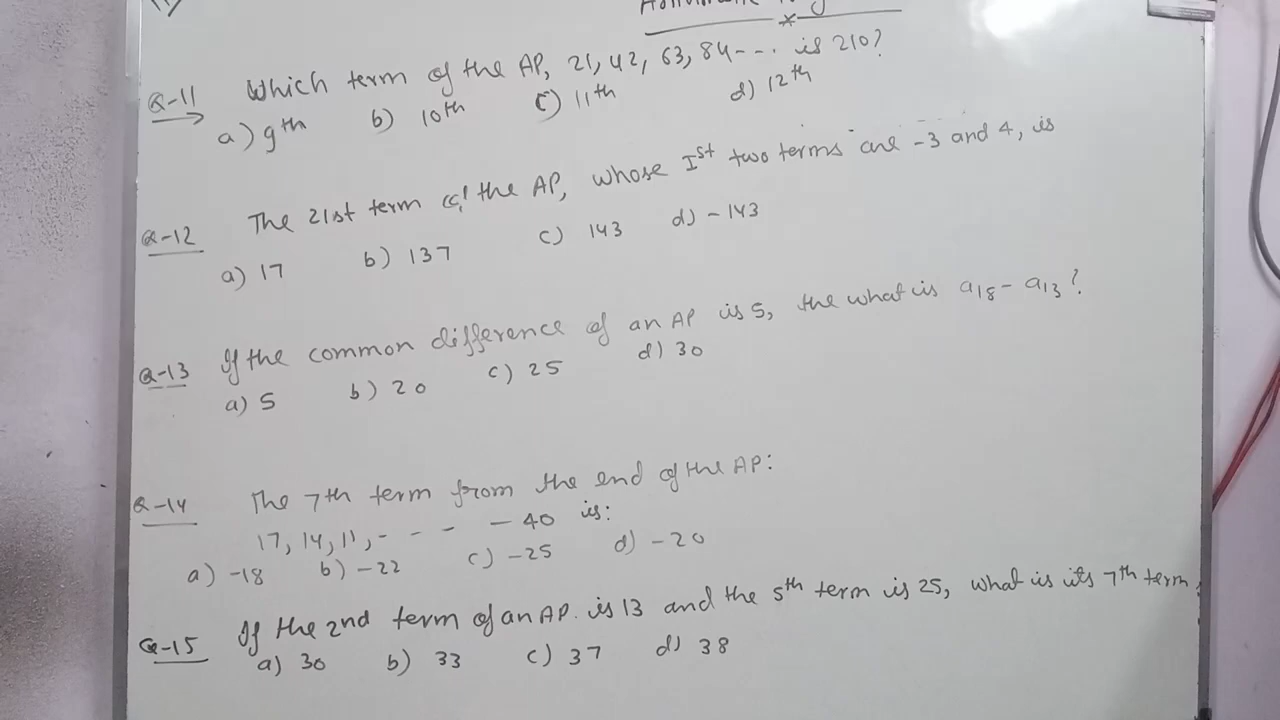 Q-11 Which term of the AP, 21, 42, 63, 84 - - . . is 210?
a) 9th b) 10th c) 11th d) 12th
Q-12 The 21st term of the AP, whose Ist two terms are -3 and 4, is
a) 17 b) 137 c) 143 d) -143
Q-13 If the common difference of an AP is 5, the what is a18 - a13?
a) 5 b) 20 c) 25 d) 30
Q-14 The 7th term from the end of the AP:
17, 14, 11, - - - - 40 is:
a) -18 b) -22 c) -25 d) -20
Q-15 If the 2nd term of an AP. is 13 and the 5th term is 25, what is its 7th term
a) 30 b) 33 c) 37 d) 38